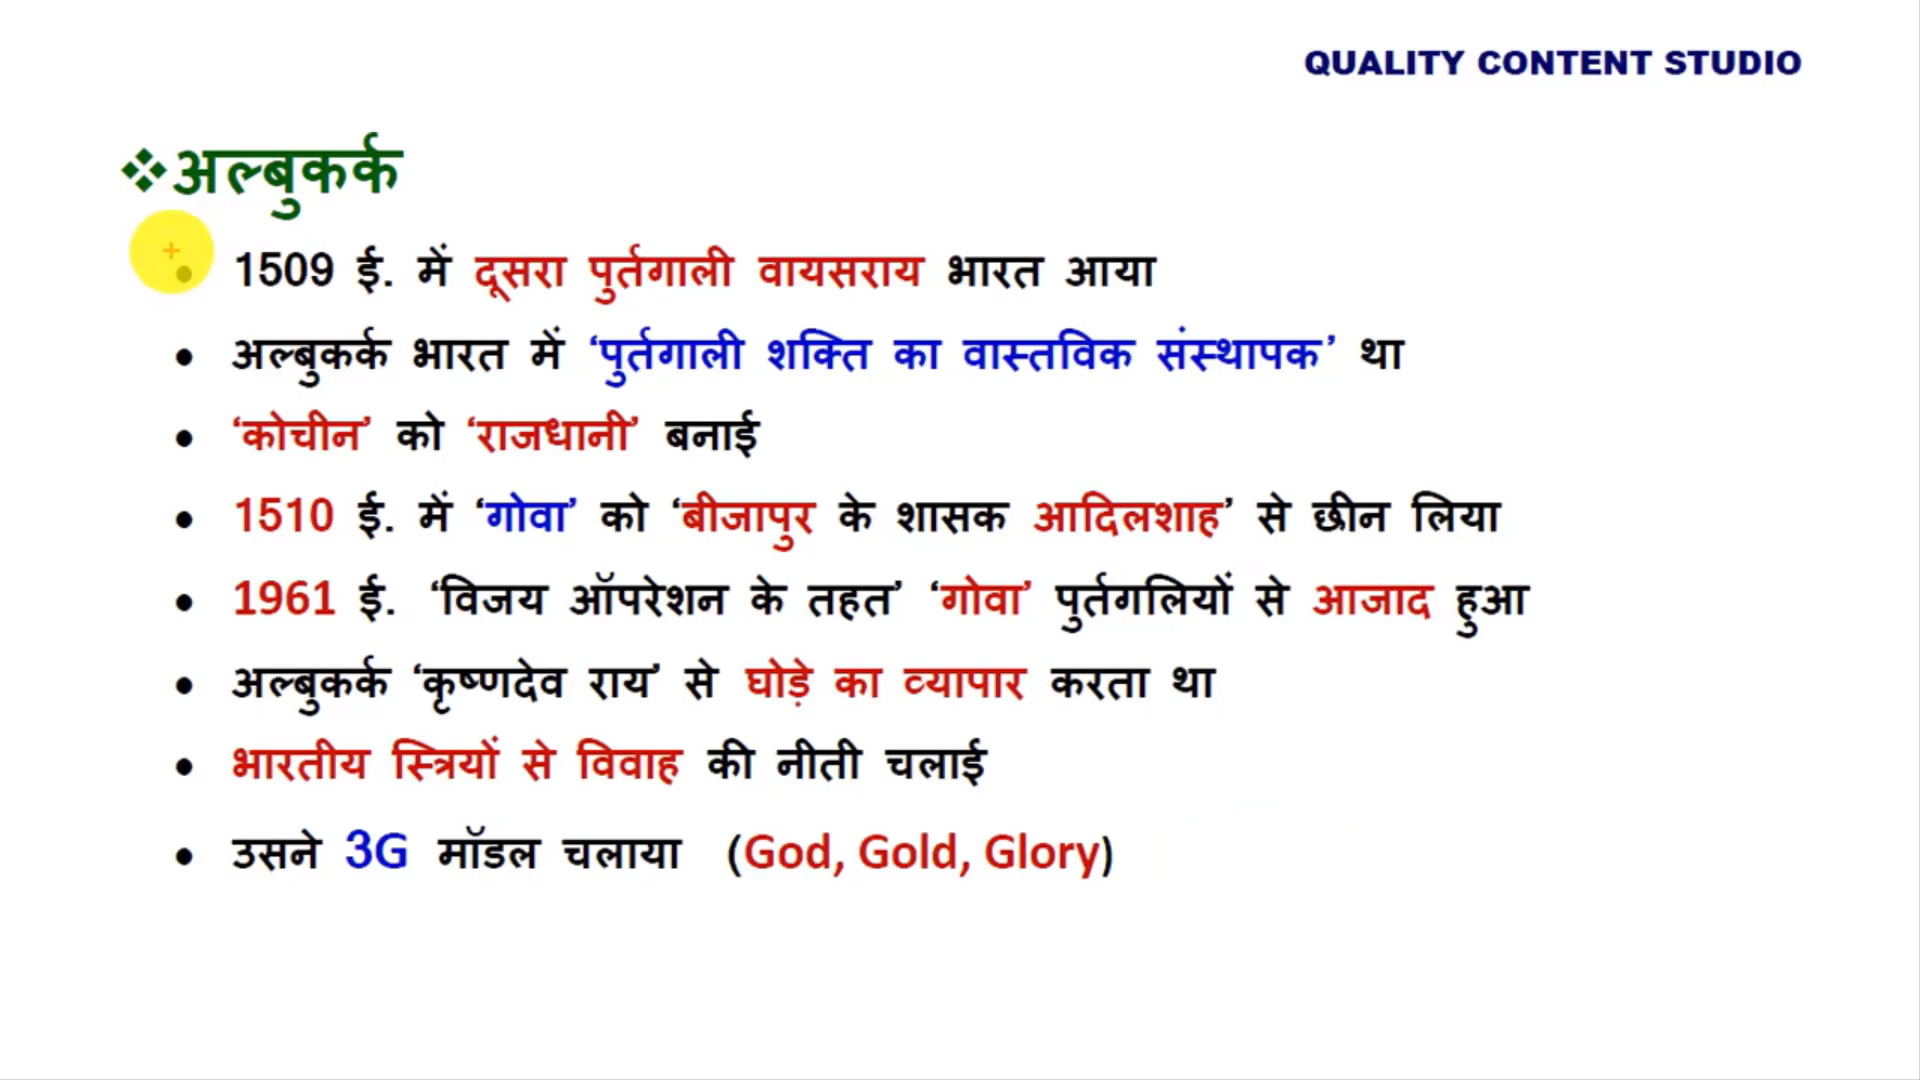 QUALITY CONTENT STUDIO
❖अल्बुकर्क
• 1509 ई. में दूसरा पुर्तगाली वायसराय भारत आया
• अल्बुकर्क भारत में ‘पुर्तगाली शक्ति का वास्तविक संस्थापक’ था
• ‘कोचीन’ को ‘राजधानी’ बनाई
• 1510 ई. में ‘गोवा’ को ‘बीजापुर के शासक आदिलशाह’ से छीन लिया
• 1961 ई. ‘विजय ऑपरेशन के तहत’ ‘गोवा’ पुर्तगलियों से आजाद हुआ
• अल्बुकर्क ‘कृष्णदेव राय’ से घोड़े का व्यापार करता था
• भारतीय स्त्रियों से विवाह की नीती चलाई
• उसने 3G मॉडल चलाया (God, Gold, Glory)